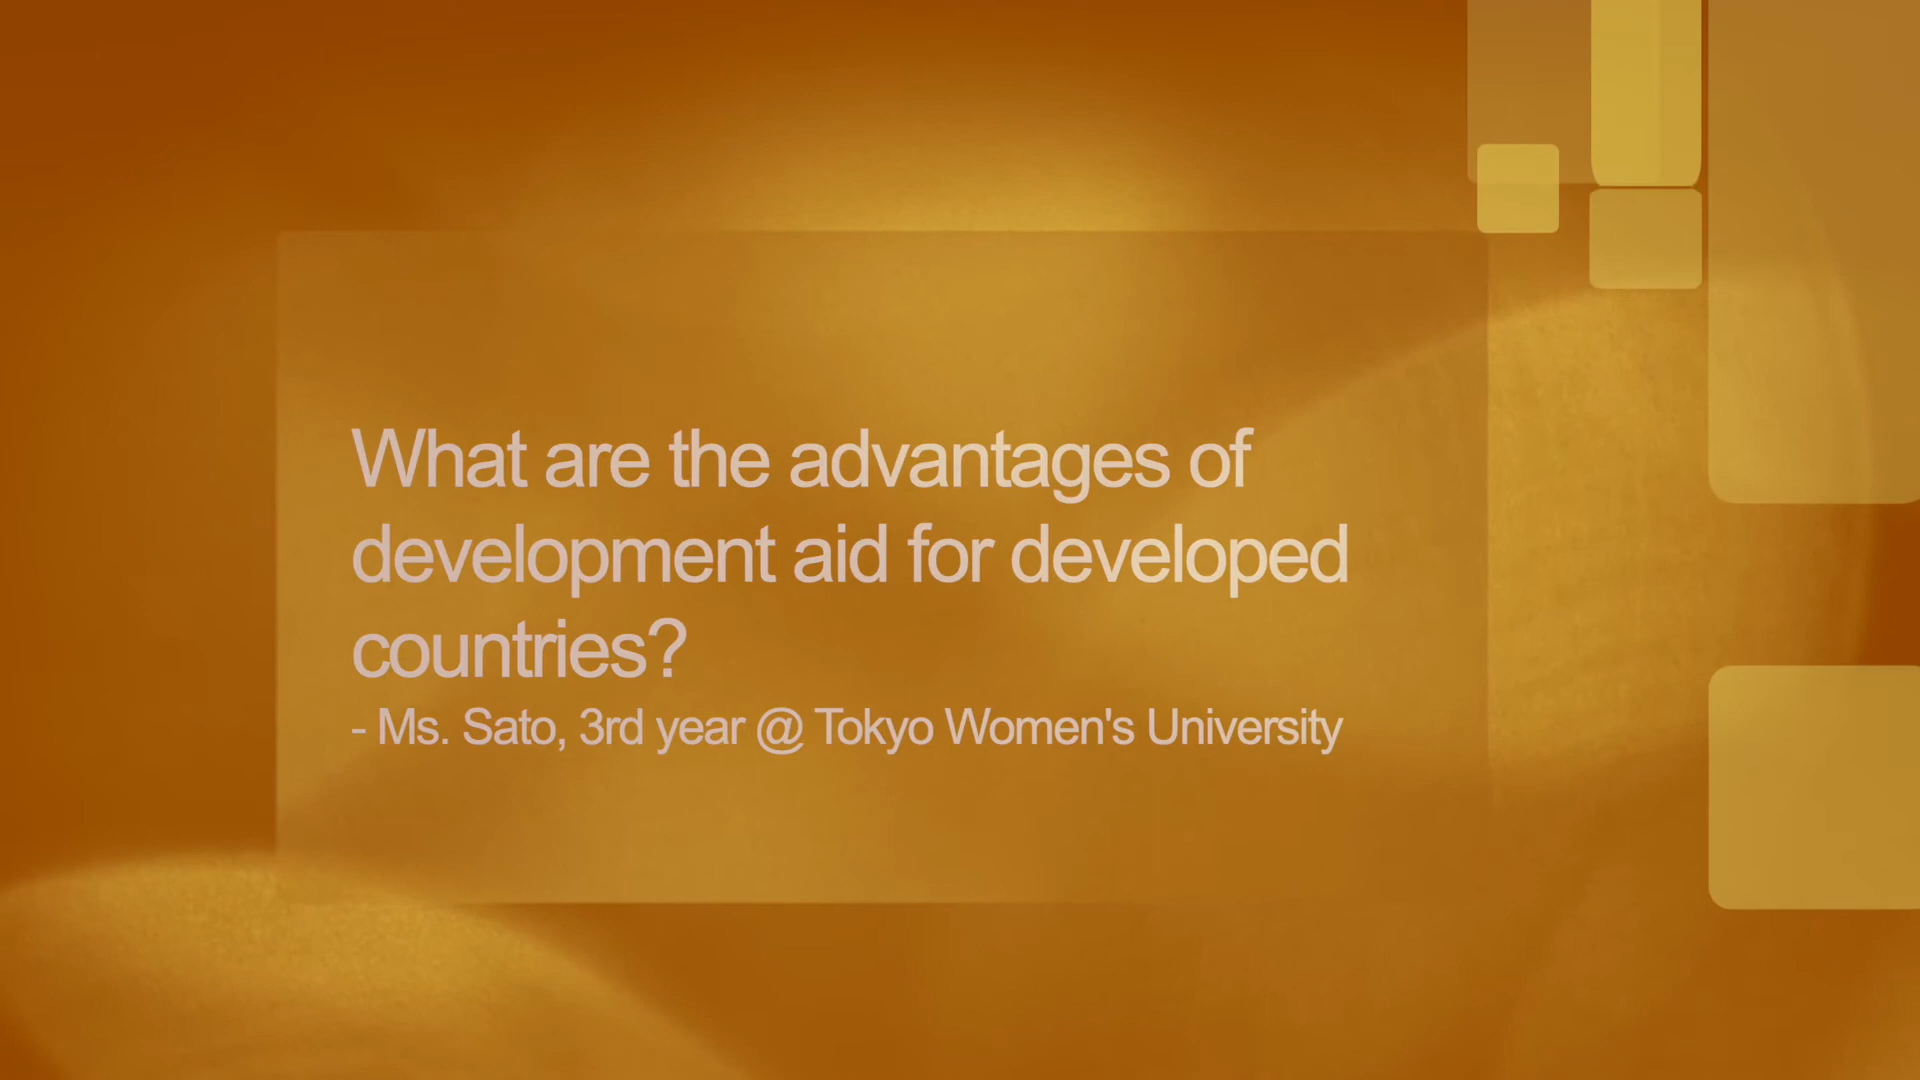 What are the advantages of
development aid for developed
countries?
- Ms. Sato, 3rd year @ Tokyo Women's University